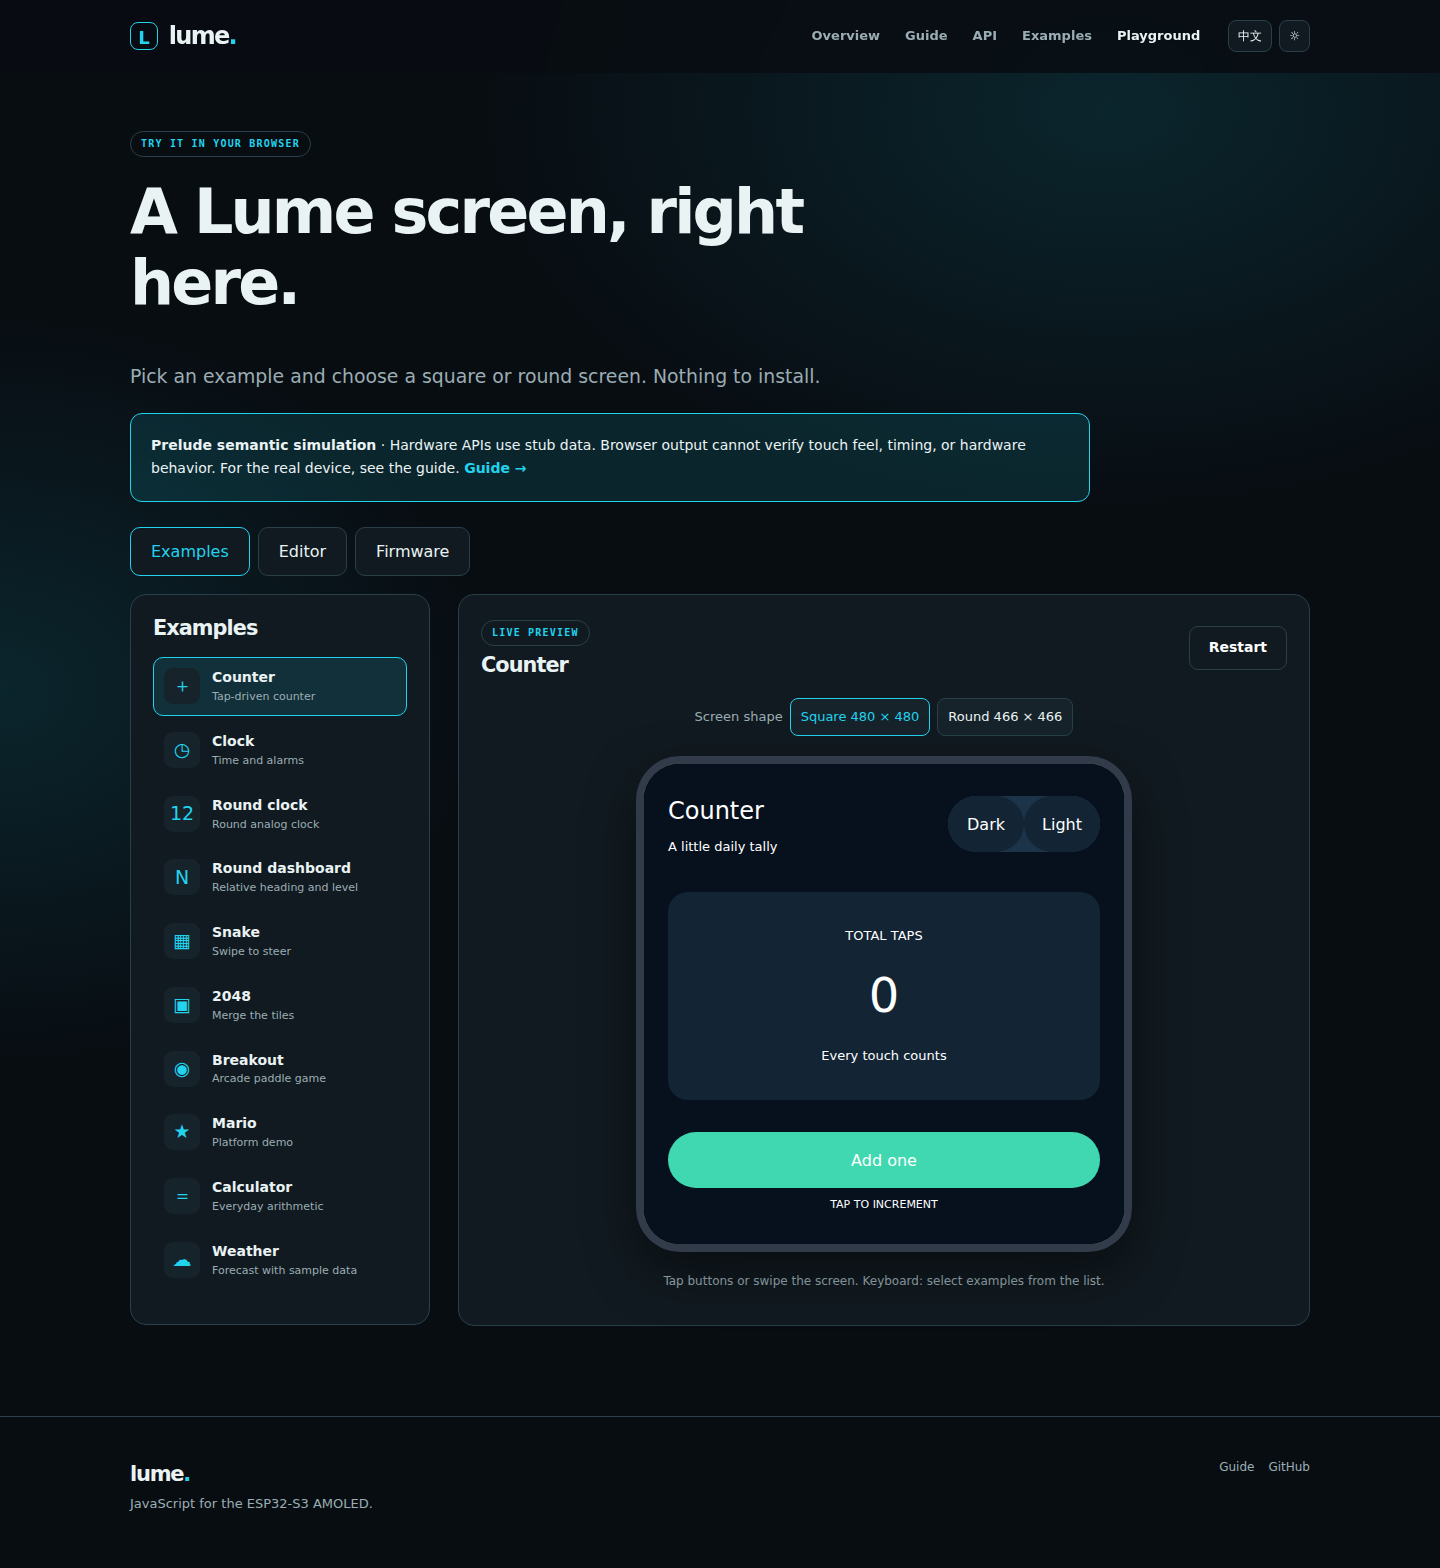 L lume.
Overview Guide API Examples Playground 中文 ☼
TRY IT IN YOUR BROWSER
A Lume screen, right
here.
Pick an example and choose a square or round screen. Nothing to install.
Prelude semantic simulation · Hardware APIs use stub data. Browser output cannot verify touch feel, timing, or hardware
behavior. For the real device, see the guide. Guide →
Examples Editor Firmware
Examples
+ Counter
Tap-driven counter
◷ Clock
Time and alarms
12 Round clock
Round analog clock
N Round dashboard
Relative heading and level
▦ Snake
Swipe to steer
▣ 2048
Merge the tiles
◉ Breakout
Arcade paddle game
★ Mario
Platform demo
= Calculator
Everyday arithmetic
☁ Weather
Forecast with sample data
LIVE PREVIEW
Counter
Restart
Screen shape Square 480 × 480 Round 466 × 466
Counter
A little daily tally
Dark Light
TOTAL TAPS
0
Every touch counts
Add one
TAP TO INCREMENT
Tap buttons or swipe the screen. Keyboard: select examples from the list.
lume.
JavaScript for the ESP32-S3 AMOLED.
Guide GitHub